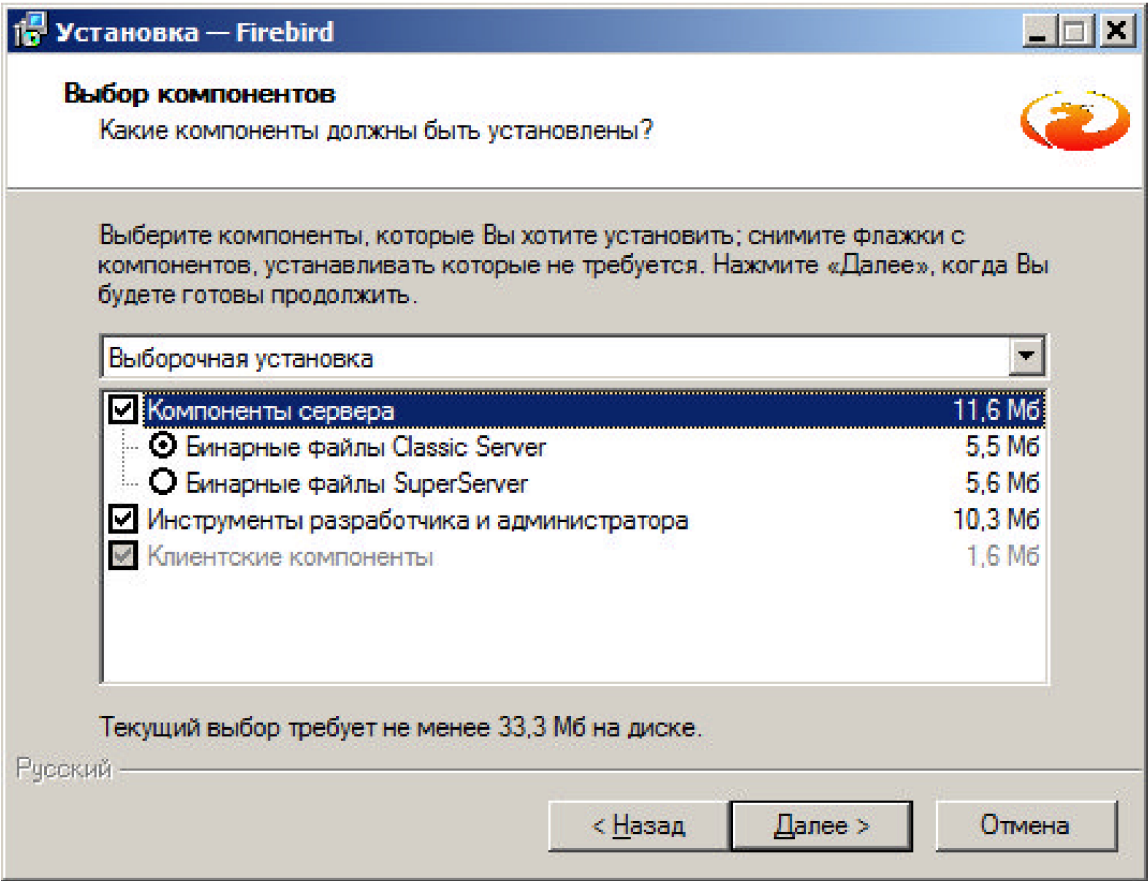 Установка — Firebird
Выбор компонентов
Какие компоненты должны быть установлены?
Выберите компоненты, которые Вы хотите установить; снимите флажки с
компонентов, устанавливать которые не требуется. Нажмите «Далее», когда Вы
будете готовы продолжить.
Выборочная установка
Компоненты сервера 11,6 Мб
Бинарные файлы Classic Server 5,5 Мб
Бинарные файлы SuperServer 5,6 Мб
Инструменты разработчика и администратора 10,3 Мб
Клиентские компоненты 1,6 Мб
Текущий выбор требует не менее 33,3 Мб на диске.
Русский
< Назад Далее > Отмена